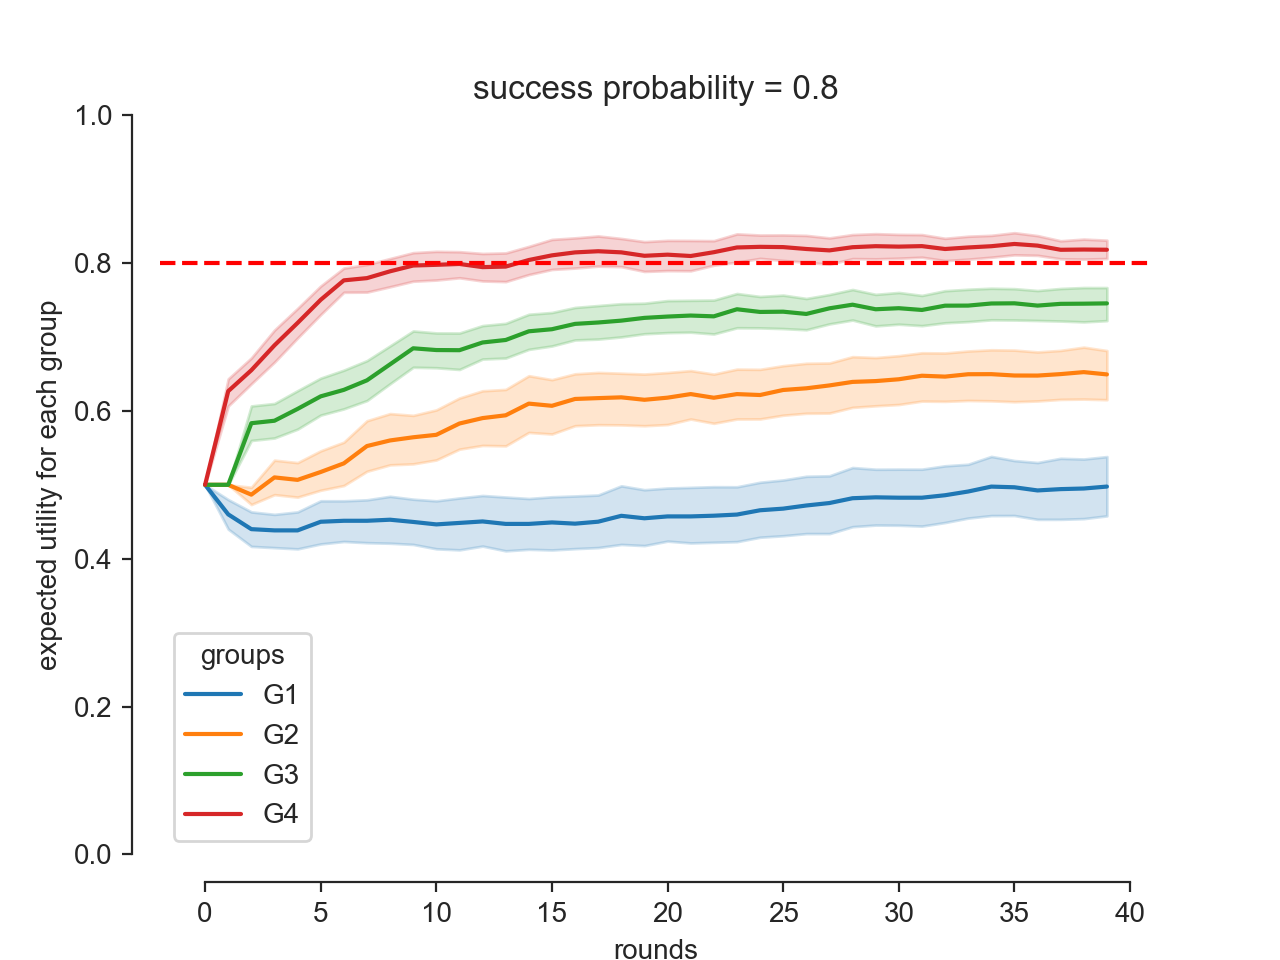 success probability = 0.8
expected utility for each group
1.0
0.8
0.6
0.4
0.2
0.0
groups
G1
G2
G3
G4
0 5 10 15 20 25 30 35 40
rounds